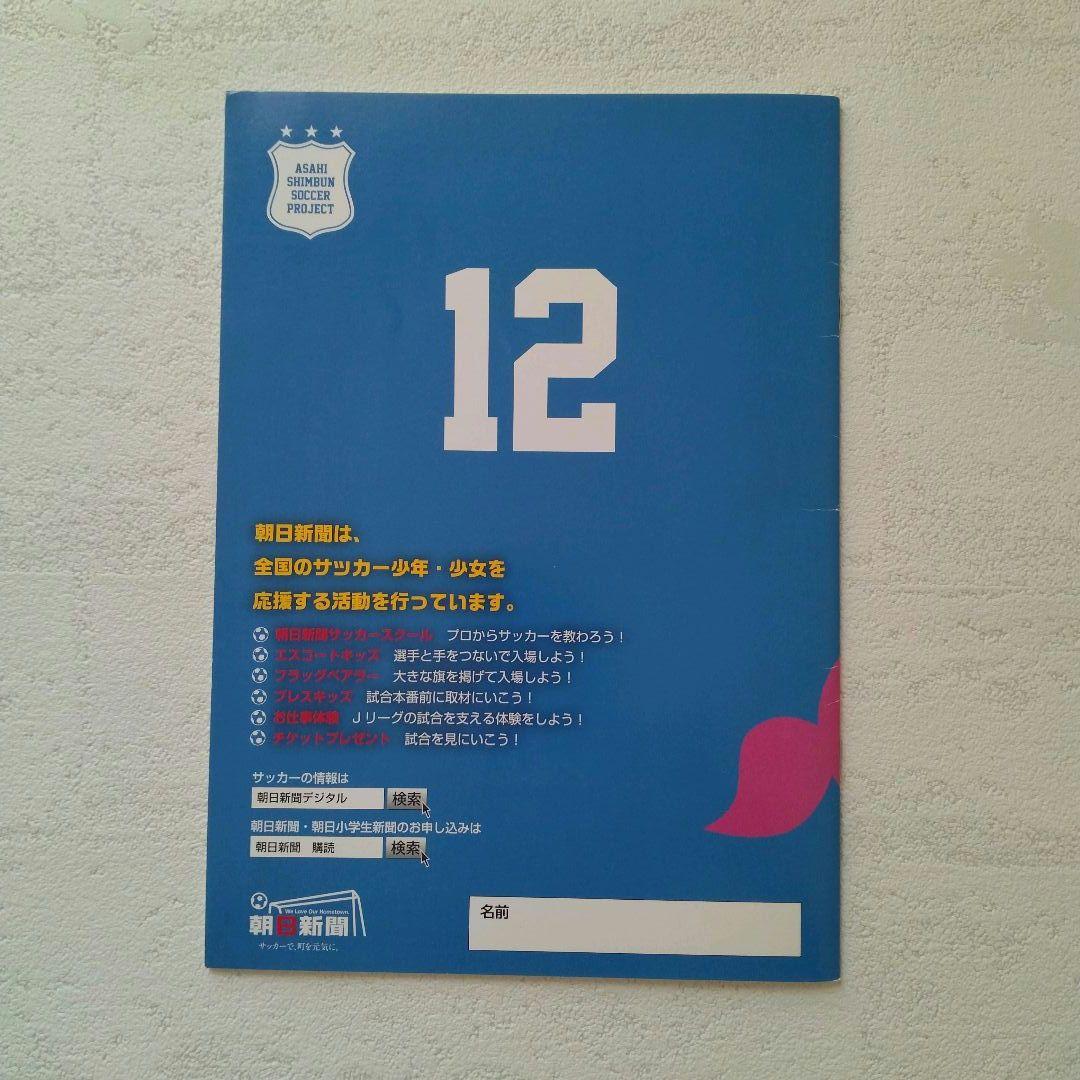 ASAHI
SHIMBUN
SOCCER
PROJECT
12
朝日新聞は、
全国のサッカー少年・少女を
応援する活動を行っています。
朝日新聞サッカースクール プロからサッカーを教わろう！
エスコートキッズ 選手と手をつないで入場しよう！
フラッグベアラー 大きな旗を掲げて入場しよう！
プレスキッズ 試合本番前に取材にいこう！
お仕事体験 Jリーグの試合を支える体験をしよう！
チケットプレゼント 試合を見にいこう！
サッカーの情報は
朝日新聞デジタル 検索
朝日新聞・朝日小学生新聞のお申し込みは
朝日新聞 購読 検索
We Love Our Hometown.
朝日新聞
サッカーで、町を元気に。
名前